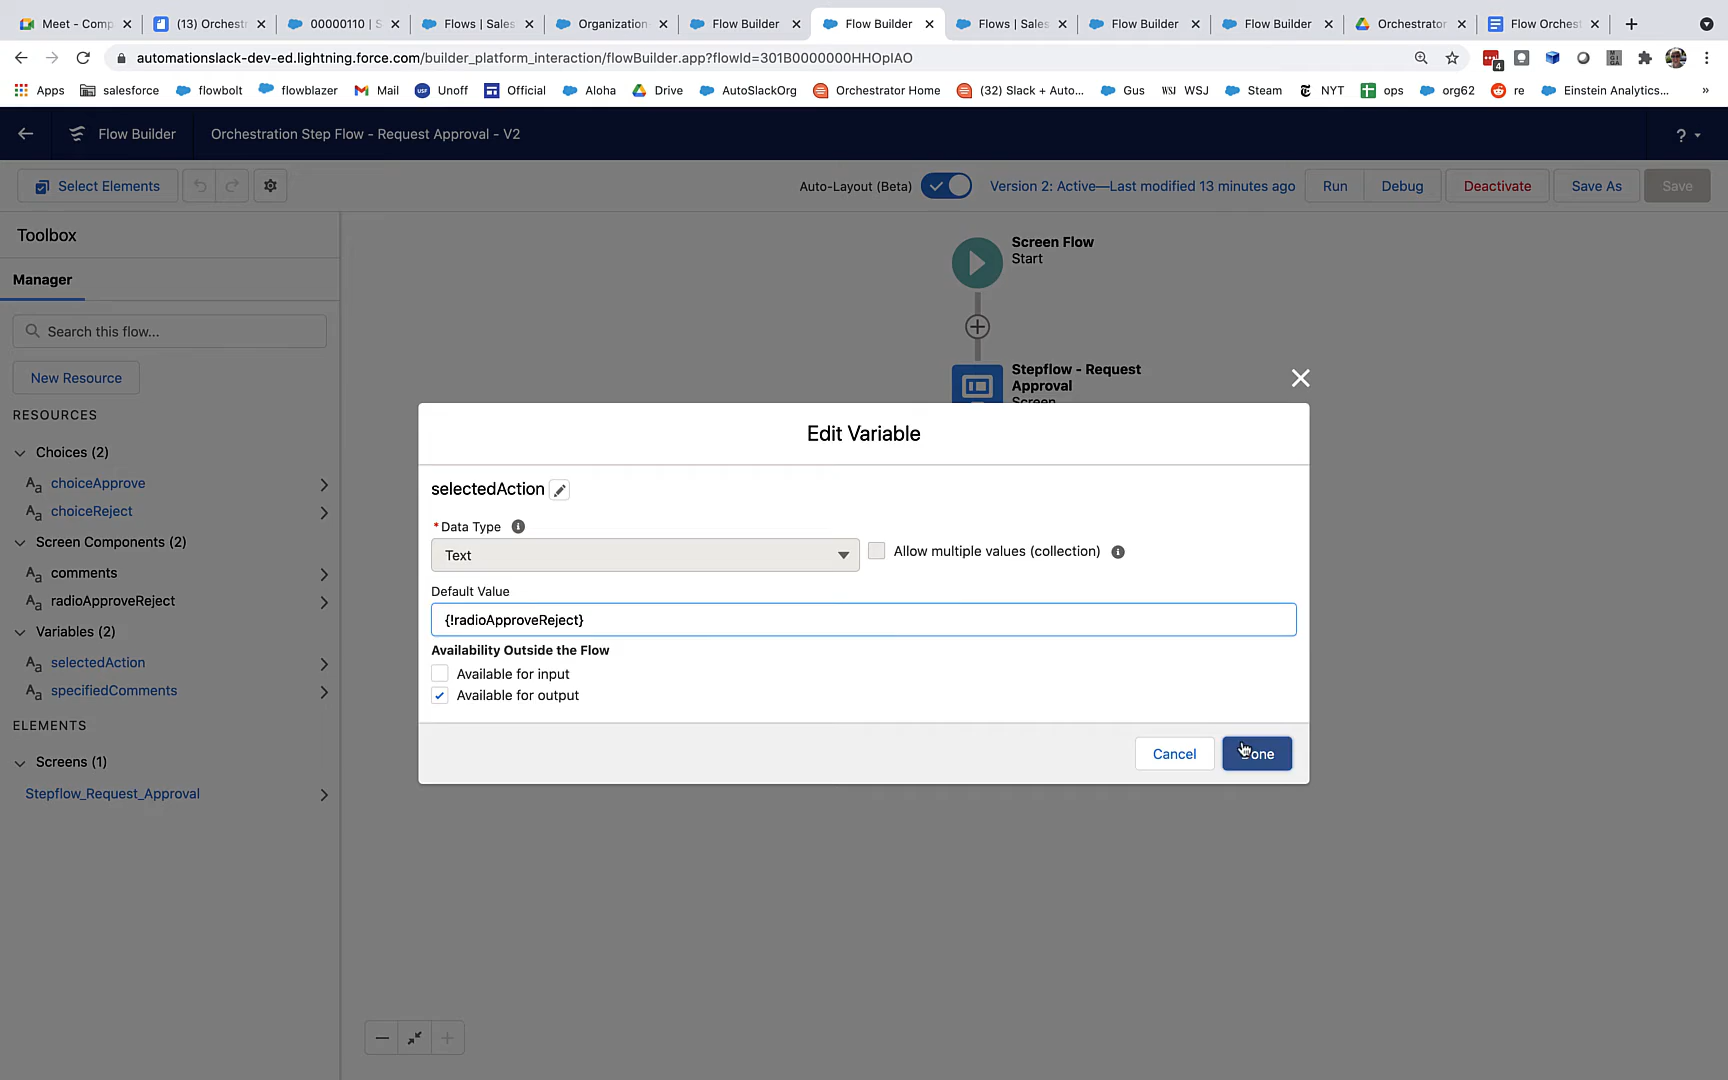 Meet - Comp
(13) Orchest
00000110 | S
Flows | Sales
Organization
Flow Builder
Flow Builder
Flows | Sales
Flow Builder
Flow Builder
Orchestrator
Flow Orches
automationslack-dev-ed.lightning.force.com/builder_platform_interaction/flowBuilder.app?flowId=301B0000000HHOpIAO
4
Apps
salesforce
flowbolt
flowblazer
Mail
Unoff
Official
Aloha
Drive
AutoSlackOrg
Orchestrator Home
(32) Slack + Auto...
Gus
WSJ WSJ
Steam
NYT
ops
org62
re
Einstein Analytics...
»
Flow Builder
Orchestration Step Flow - Request Approval - V2
?
Select Elements
Auto-Layout (Beta)
Version 2: Active—Last modified 13 minutes ago
Run
Debug
Deactivate
Save As
Save
Toolbox
Manager
Search this flow...
New Resource
RESOURCES
Choices (2)
choiceApprove
choiceReject
Screen Components (2)
comments
radioApproveReject
Variables (2)
selectedAction
specifiedComments
ELEMENTS
Screens (1)
Stepflow_Request_Approval
Screen Flow
Start
Stepflow - Request
Approval
Screen
Edit Variable
selectedAction
*Data Type
Text
Allow multiple values (collection)
Default Value
{!radioApproveReject}
Availability Outside the Flow
Available for input
Available for output
Cancel